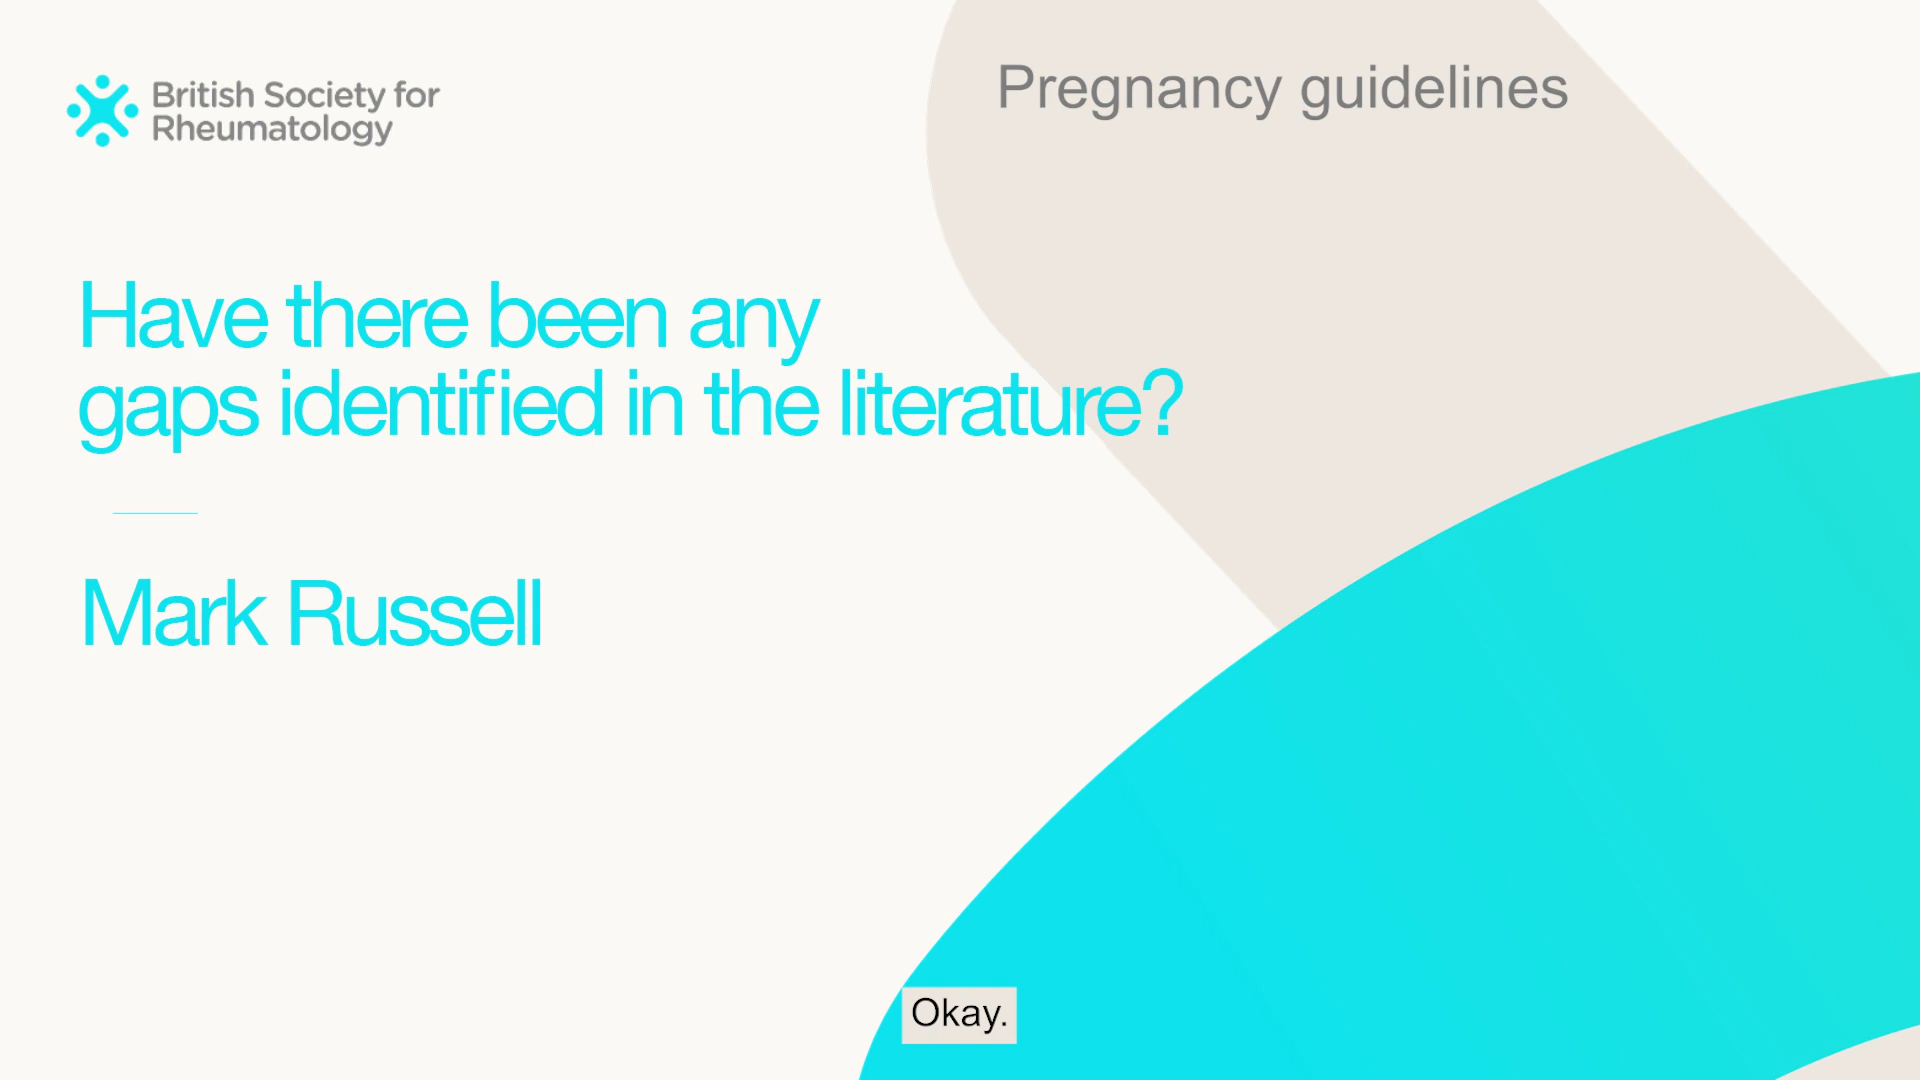 British Society for
Rheumatology
Pregnancy guidelines
Have there been any
gaps identified in the literature?
Mark Russell
Okay.